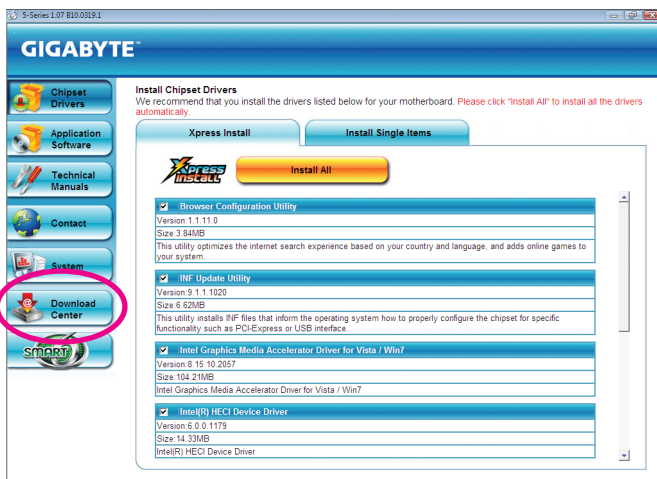 5-Series 1.07 B10.0319.1
GIGABYTE™
Chipset
Drivers
Application
Software
Technical
Manuals
Contact
System
Download
Center
SMART
Install Chipset Drivers
We recommend that you install the drivers listed below for your motherboard. Please click "Install All" to install all the drivers
automatically.
Xpress Install
Install Single Items
Xpress
INSTALL
Install All
Browser Configuration Utility
Version:1.1.11.0
Size:3.84MB
This utility optimizes the internet search experience based on your country and language, and adds online games to
your system.
INF Update Utility
Version:9.1.1.1020
Size:6.62MB
This utility installs INF files that inform the operating system how to properly configure the chipset for specific
functionality such as PCI-Express or USB interface.
Intel Graphics Media Accelerator Driver for Vista / Win7
Version:8.15.10.2057
Size:104.21MB
Intel Graphics Media Accelerator Driver for Vista / Win7
Intel(R) HECI Device Driver
Version:6.0.0.1179
Size:14.33MB
Intel(R) HECI Device Driver